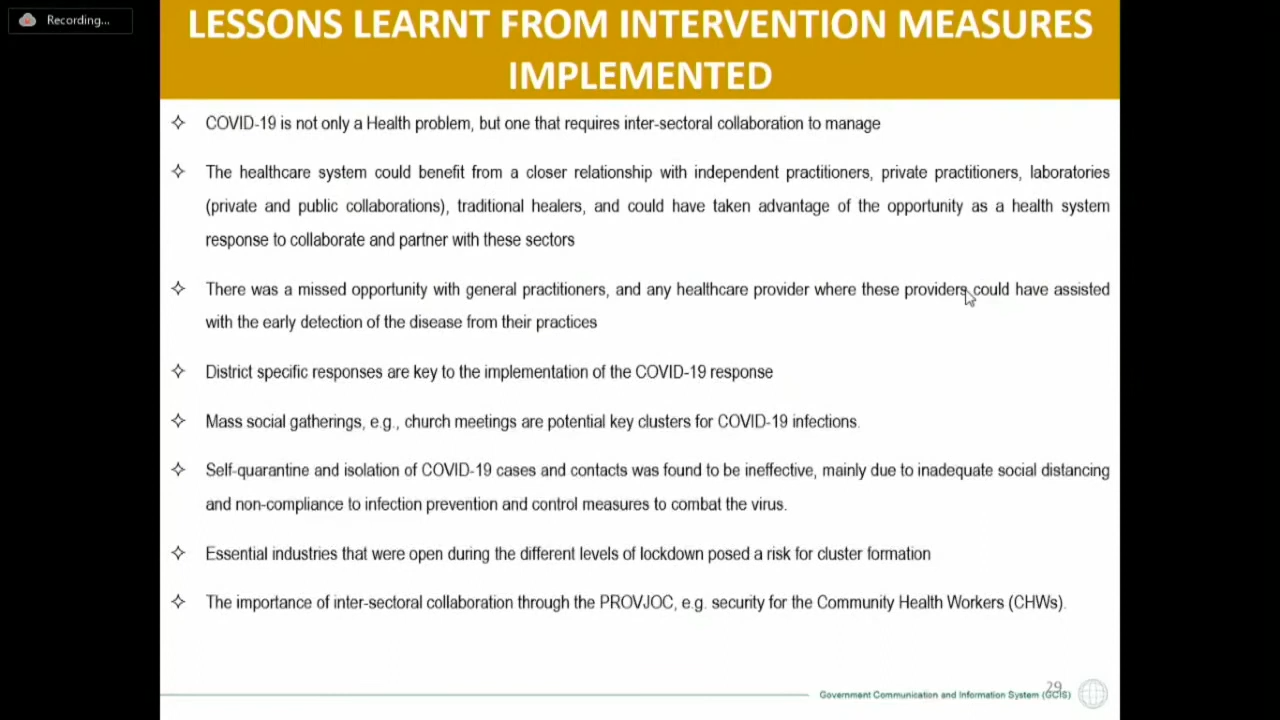 Recording...
LESSONS LEARNT FROM INTERVENTION MEASURES
IMPLEMENTED
COVID-19 is not only a Health problem, but one that requires inter-sectoral collaboration to manage
The healthcare system could benefit from a closer relationship with independent practitioners, private practitioners, laboratories
(private and public collaborations), traditional healers, and could have taken advantage of the opportunity as a health system
response to collaborate and partner with these sectors
There was a missed opportunity with general practitioners, and any healthcare provider where these providers could have assisted
with the early detection of the disease from their practices
District specific responses are key to the implementation of the COVID-19 response
Mass social gatherings, e.g., church meetings are potential key clusters for COVID-19 infections.
Self-quarantine and isolation of COVID-19 cases and contacts was found to be ineffective, mainly due to inadequate social distancing
and non-compliance to infection prevention and control measures to combat the virus.
Essential industries that were open during the different levels of lockdown posed a risk for cluster formation
The importance of inter-sectoral collaboration through the PROVJOC, e.g. security for the Community Health Workers (CHWs).
29
Government Communication and Information System (GCIS)